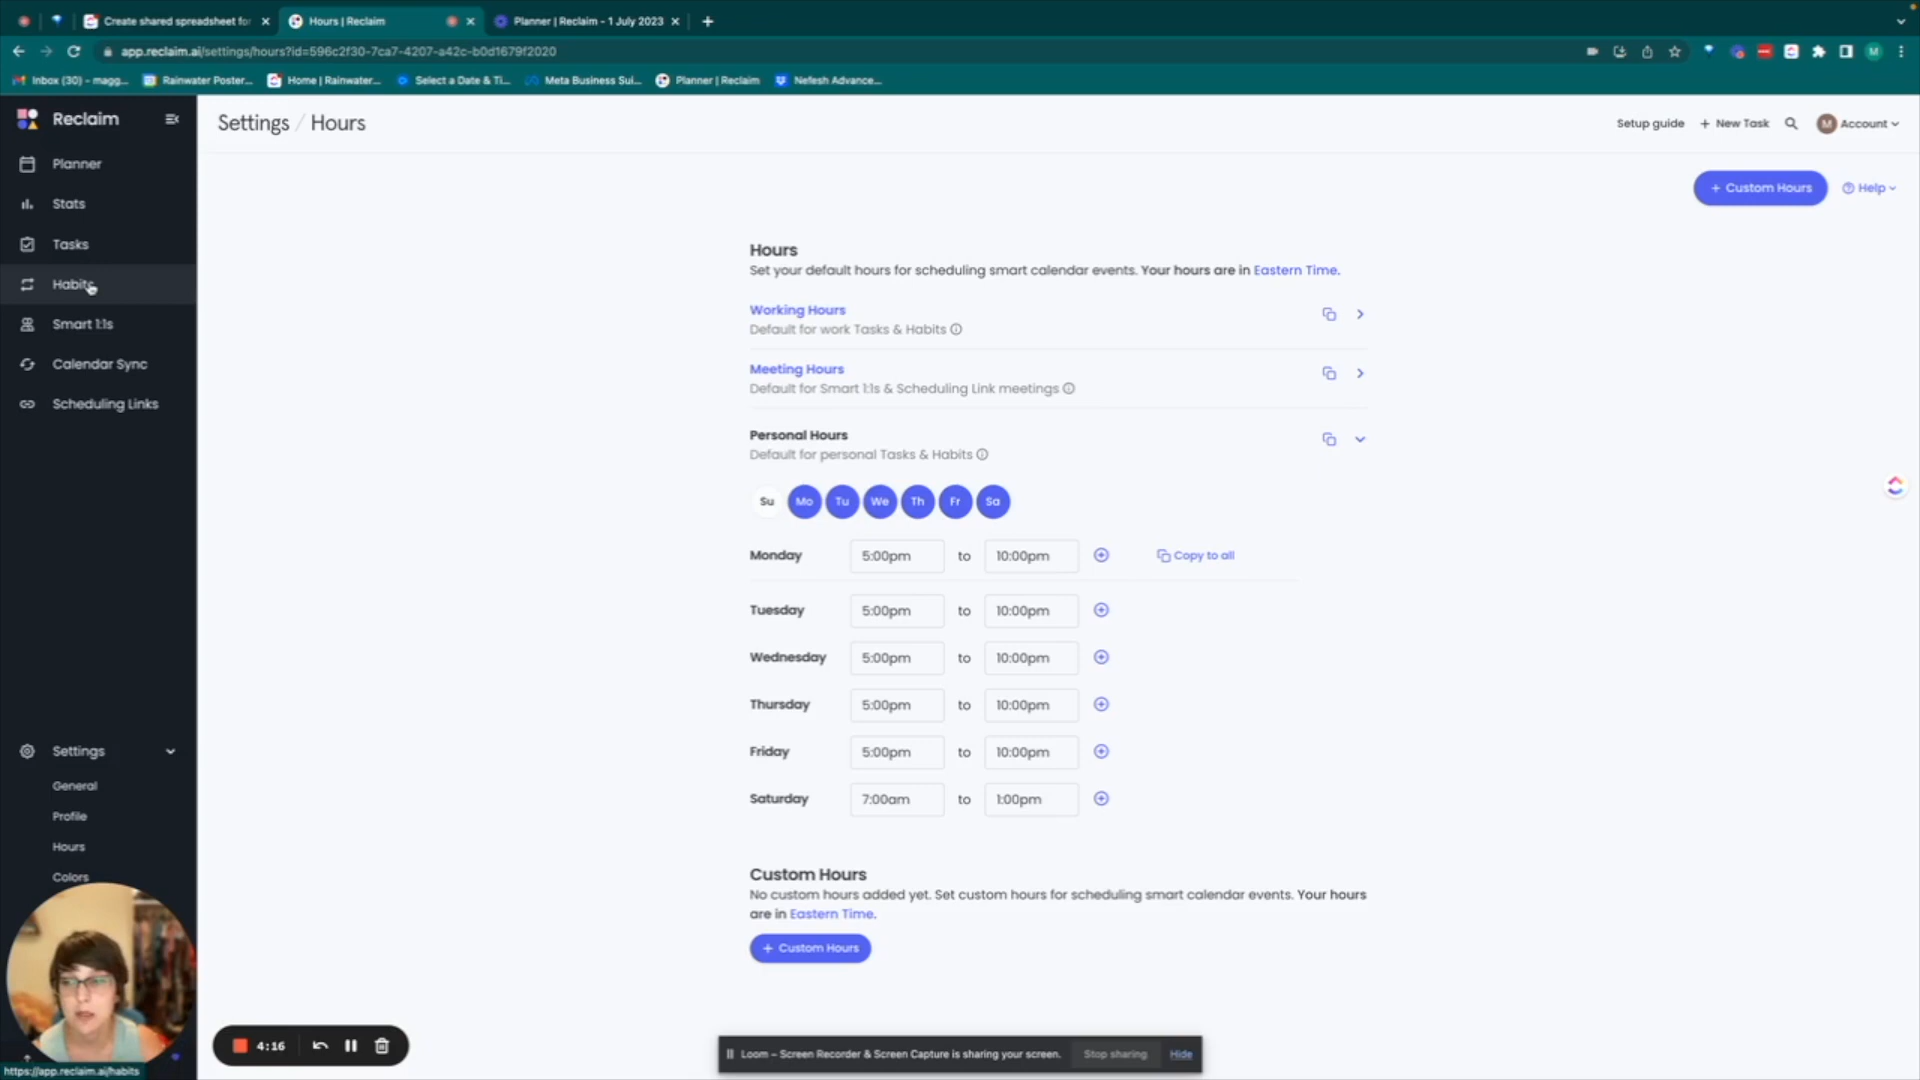 Create shared spreadsheet for
Hours | Reclaim
Planner | Reclaim - 1 July 2023
app.reclaim.ai/settings/hours?id=596c2f30-7ca7-4207-a42c-b0d1679f2020
M
Inbox (30) – magg...
Rainwater Poster...
Home | Rainwater...
Select a Date & Ti...
Meta Business Sui...
Planner | Reclaim
Nefesh Advance...
Reclaim
Settings / Hours
Setup guide
+ New Task
M
Account
Planner
Stats
Tasks
Habits
Smart 1:1s
Calendar Sync
Scheduling Links
+ Custom Hours
Help
Hours
Set your default hours for scheduling smart calendar events. Your hours are in Eastern Time.
Working Hours
Default for work Tasks & Habits
Meeting Hours
Default for Smart 1:1s & Scheduling Link meetings
Personal Hours
Default for personal Tasks & Habits
Su Mo Tu We Th Fr Sa
Monday 5:00pm to 10:00pm Copy to all
Tuesday 5:00pm to 10:00pm
Wednesday 5:00pm to 10:00pm
Thursday 5:00pm to 10:00pm
Friday 5:00pm to 10:00pm
Saturday 7:00am to 1:00pm
Custom Hours
No custom hours added yet. Set custom hours for scheduling smart calendar events. Your hours
are in Eastern Time.
+ Custom Hours
Settings
General
Profile
Hours
Colors
4:16
Loom – Screen Recorder & Screen Capture is sharing your screen.
Stop sharing
Hide
https://app.reclaim.ai/habits